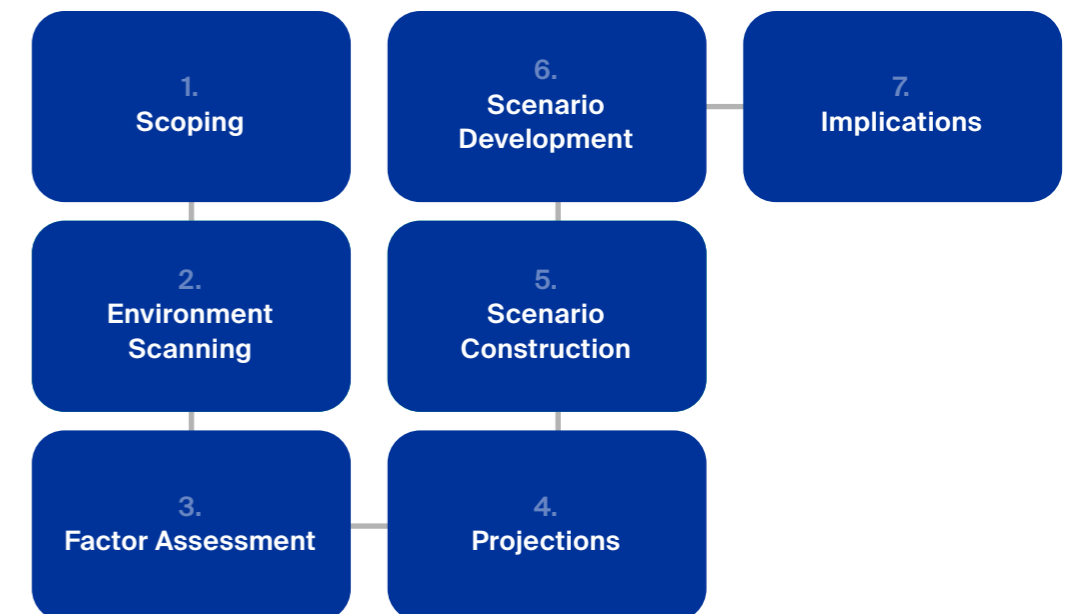 1.
Scoping
2.
Environment
Scanning
3.
Factor Assessment
4.
Projections
5.
Scenario
Construction
6.
Scenario
Development
7.
Implications